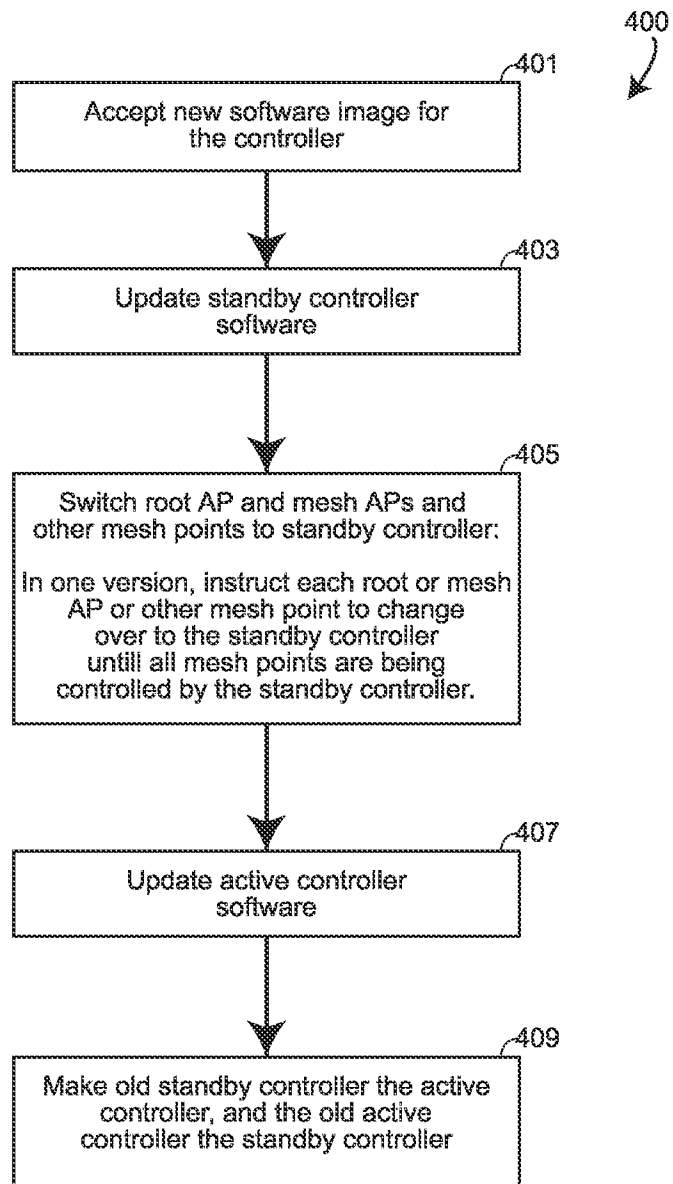 400
401
Accept new software image for
the controller
403
Update standby controller
software
405
Switch root AP and mesh APs and
other mesh points to standby controller:
In one version, instruct each root or mesh
AP or other mesh point to change
over to the standby controller
untill all mesh points are being
controlled by the standby controller.
407
Update active controller
software
409
Make old standby controller the active
controller, and the old active
controller the standby controller